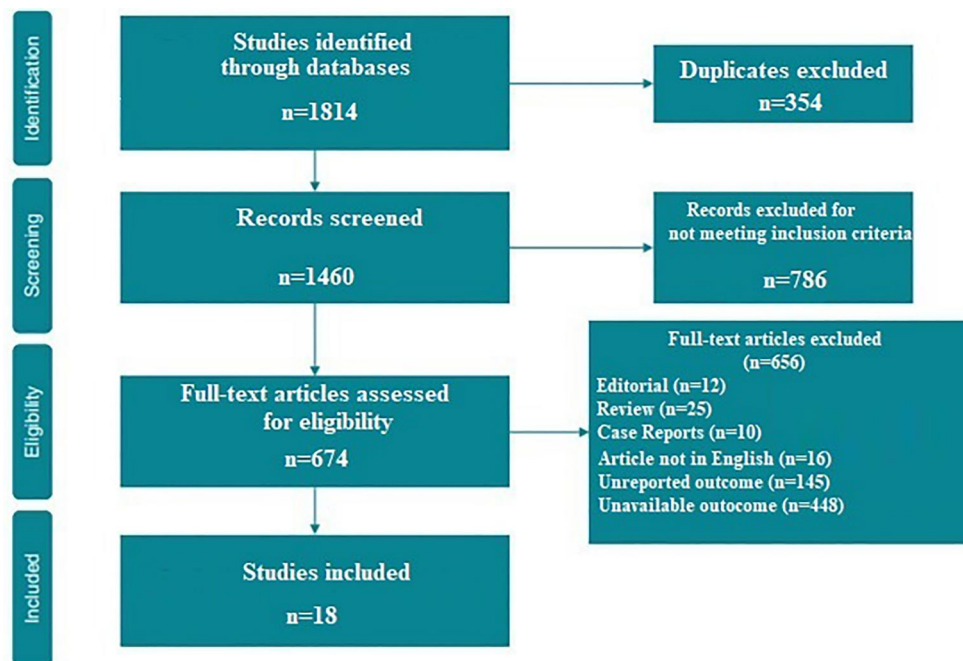 Identification
Studies identified
through databases
n=1814
Duplicates excluded
n=354
Screening
Records screened
n=1460
Records excluded for
not meeting inclusion criteria
n=786
Eligibility
Full-text articles assessed
for eligibility
n=674
Full-text articles excluded
(n=656)
Editorial (n=12)
Review (n=25)
Case Reports (n=10)
Article not in English (n=16)
Unreported outcome (n=145)
Unavailable outocome (n=448)
Included
Studies included
n=18